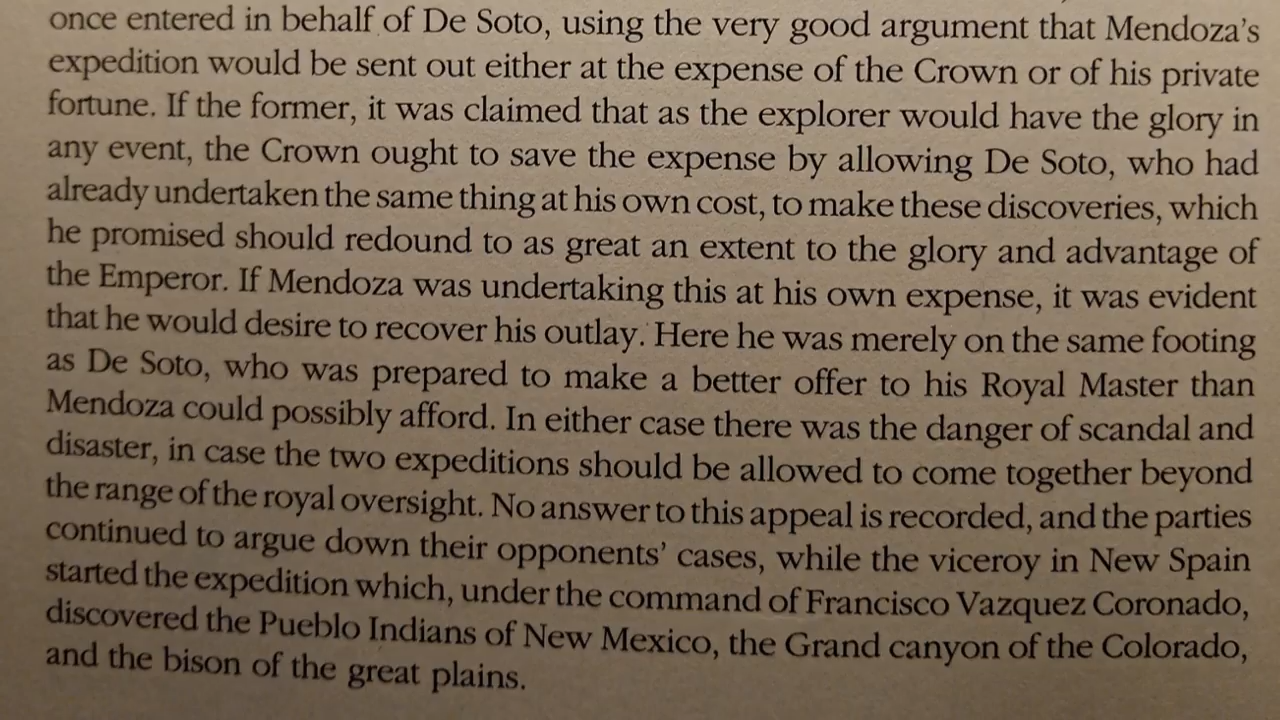 once entered in behalf of De Soto, using the very good argument that Mendoza's
expedition would be sent out either at the expense of the Crown or of his private
fortune. If the former, it was claimed that as the explorer would have the glory in
any event, the Crown ought to save the expense by allowing De Soto, who had
already undertaken the same thing at his own cost, to make these discoveries, which
he promised should redound to as great an extent to the glory and advantage of
the Emperor. If Mendoza was undertaking this at his own expense, it was evident
that he would desire to recover his outlay. Here he was merely on the same footing
as De Soto, who was prepared to make a better offer to his Royal Master than
Mendoza could possibly afford. In either case there was the danger of scandal and
disaster, in case the two expeditions should be allowed to come together beyond
the range of the royal oversight. No answer to this appeal is recorded, and the parties
continued to argue down their opponents' cases, while the viceroy in New Spain
started the expedition which, under the command of Francisco Vazquez Coronado,
discovered the Pueblo Indians of New Mexico, the Grand canyon of the Colorado,
and the bison of the great plains.